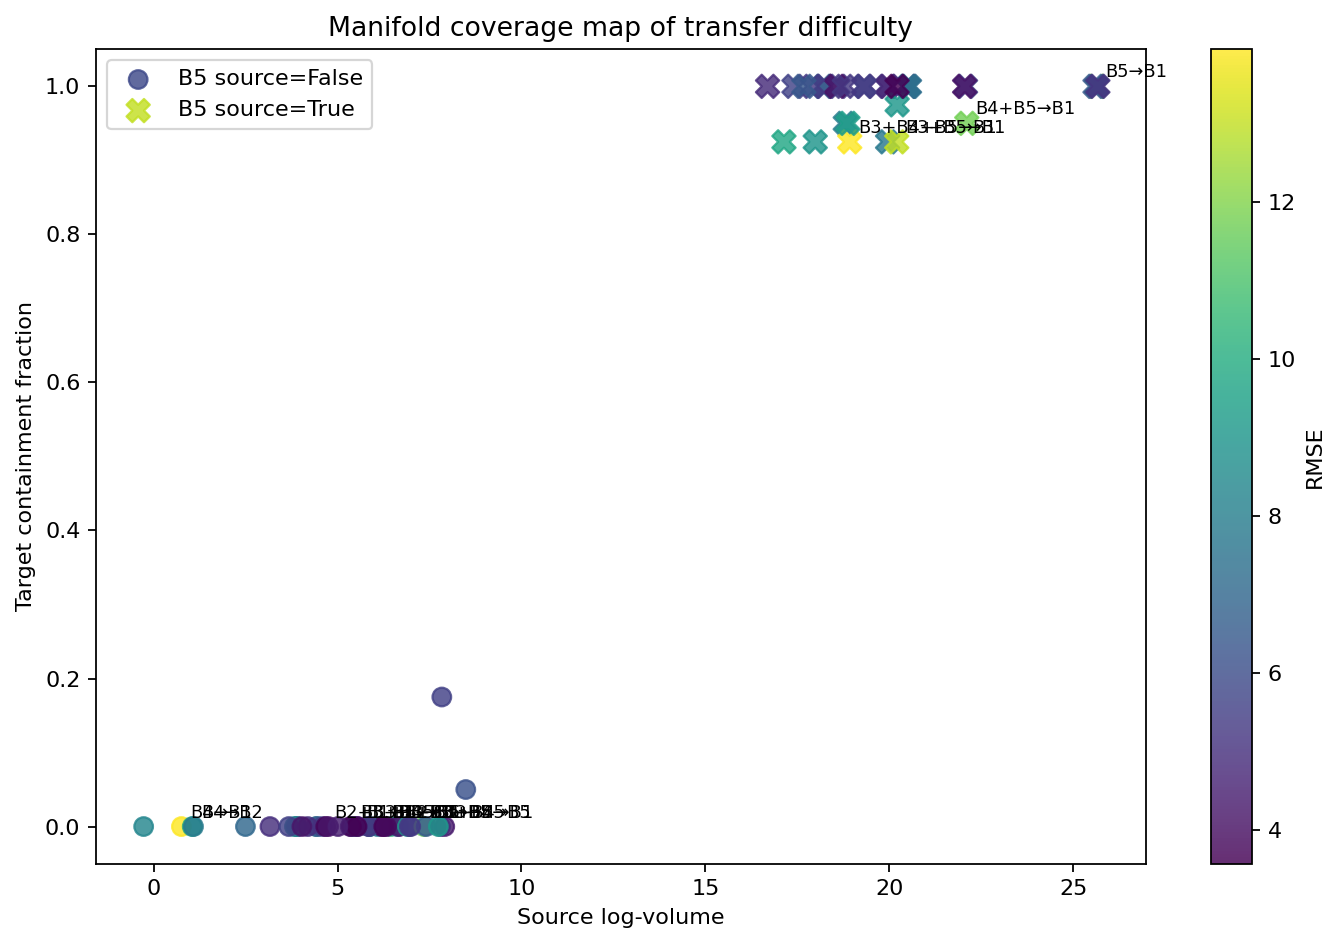 Manifold coverage map of transfer difficulty
B5 source=False
B5 source=True
B5→B1
B4+B5→B1
1.0
0.8
0.6
0.4
0.2
0.0
Target containment fraction
0
5
10
15
20
25
Source log-volume
12
10
8
6
4
RMSE